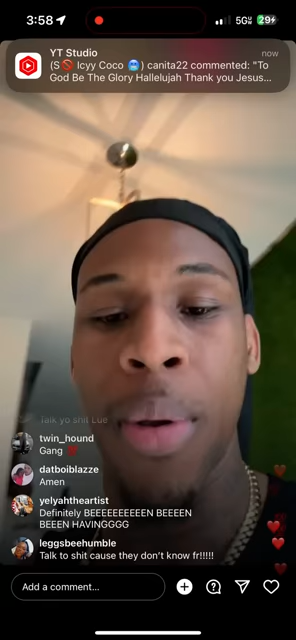 3:58
5G
29
YT Studio
now
(S🚫 Icyy Coco 🥶) canita22 commented: "To
God Be The Glory Hallelujah Thank you Jesus...
Talk yo shit Lue
twin_hound
Gang
datboiblazze
Amen
yelyahtheartist
Definitely BEEEEEEEEEEN BEEEEN
BEEEN HAVINGGGG
leggsbeehumble
Talk to shit cause they don't know fr!!!!!
Add a comment...